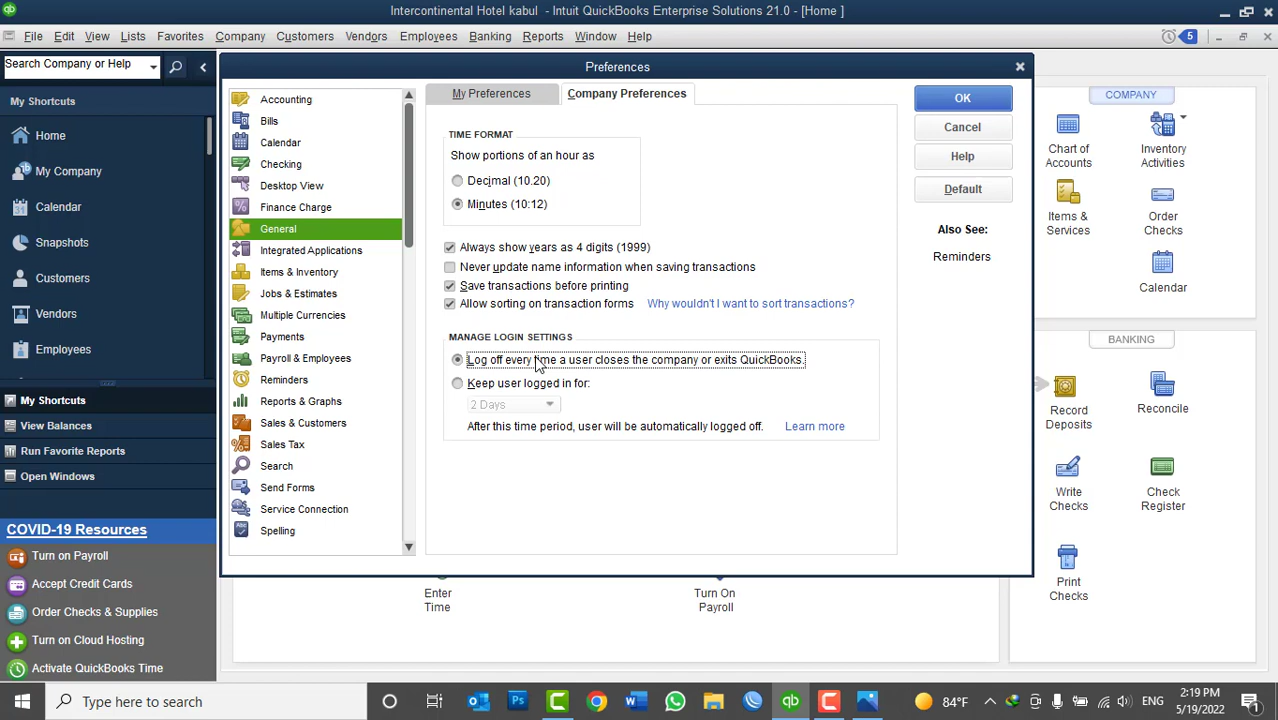 Intercontinental Hotel kabul - Intuit QuickBooks Enterprise Solutions 21.0 - [Home ]
File Edit View Lists Favorites Company Customers Vendors Employees Banking Reports Window Help
5
Search Company or Help
My Shortcuts
Home
My Company
Calendar
Snapshots
Customers
Vendors
Employees
My Shortcuts
View Balances
Run Favorite Reports
Open Windows
COVID-19 Resources
Turn on Payroll
Accept Credit Cards
Order Checks & Supplies
Turn on Cloud Hosting
Activate QuickBooks Time
Preferences
Accounting
Bills
Calendar
Checking
Desktop View
Finance Charge
General
Integrated Applications
Items & Inventory
Jobs & Estimates
Multiple Currencies
Payments
Payroll & Employees
Reminders
Reports & Graphs
Sales & Customers
Sales Tax
Search
Send Forms
Service Connection
Spelling
My Preferences Company Preferences
TIME FORMAT
Show portions of an hour as
Decimal (10.20)
Minutes (10:12)
Always show years as 4 digits (1999)
Never update name information when saving transactions
Save transactions before printing
Allow sorting on transaction forms Why wouldn't I want to sort transactions?
MANAGE LOGIN SETTINGS
Log off every time a user closes the company or exits QuickBooks.
Keep user logged in for:
2 Days
After this time period, user will be automatically logged off. Learn more
OK
Cancel
Help
Default
Also See:
Reminders
COMPANY
Chart of
Accounts
Inventory
Activities
Items &
Services
Order
Checks
Calendar
BANKING
Record
Deposits
Reconcile
Write
Checks
Check
Register
Print
Checks
Enter
Time
Turn On
Payroll
Type here to search
84°F
ENG
2:19 PM
5/19/2022
1